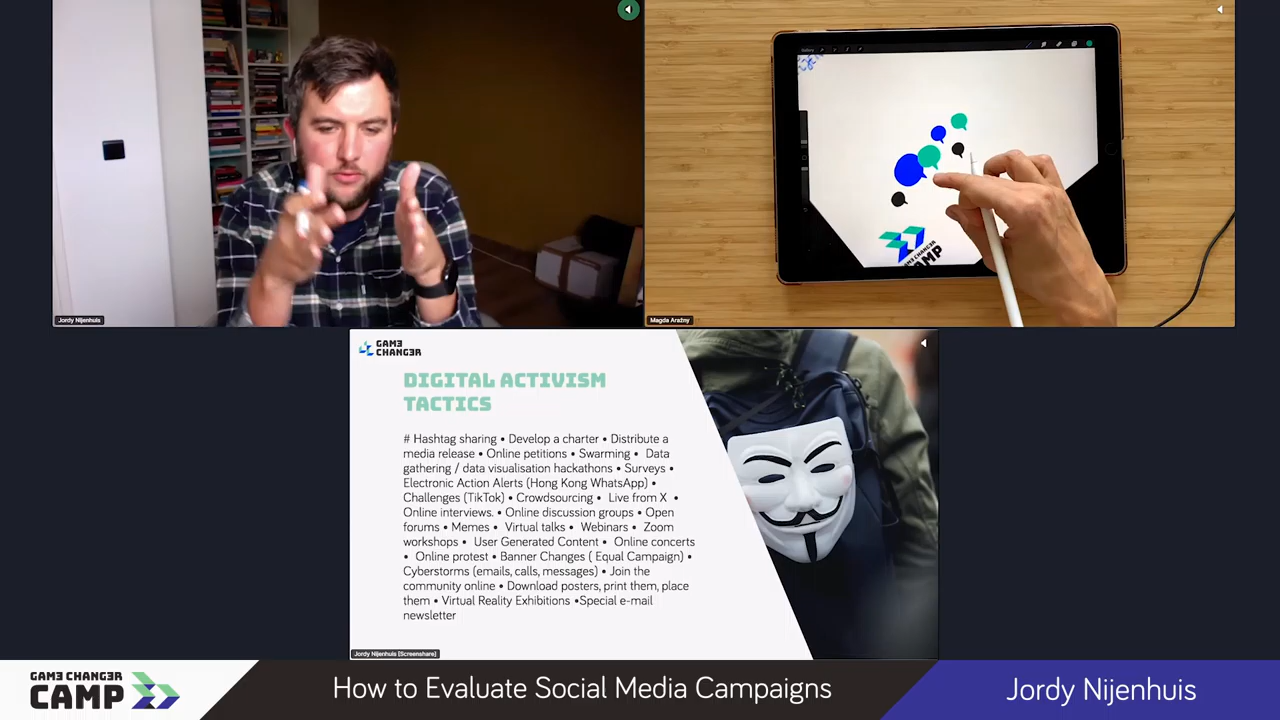 Jordy Nijenhuis
Gallery
GAM3 CHANG3R
CAMP
Magda Arażny
GAM3
CHANG3R
DIGITAL ACTIVISM
TACTICS
# Hashtag sharing • Develop a charter • Distribute a
media release • Online petitions • Swarming • Data
gathering / data visualisation hackathons • Surveys •
Electronic Action Alerts (Hong Kong WhatsApp) •
Challenges (TikTok) • Crowdsourcing • Live from X •
Online interviews. • Online discussion groups • Open
forums • Memes • Virtual talks • Webinars • Zoom
workshops • User Generated Content • Online concerts
• Online protest • Banner Changes ( Equal Campaign) •
Cyberstorms (emails, calls, messages) • Join the
community online • Download posters, print them, place
them • Virtual Reality Exhibitions •Special e-mail
newsletter
Jordy Nijenhuis [Screenshare]
GAM3 CHANG3R
CAMP
How to Evaluate Social Media Campaigns
Jordy Nijenhuis